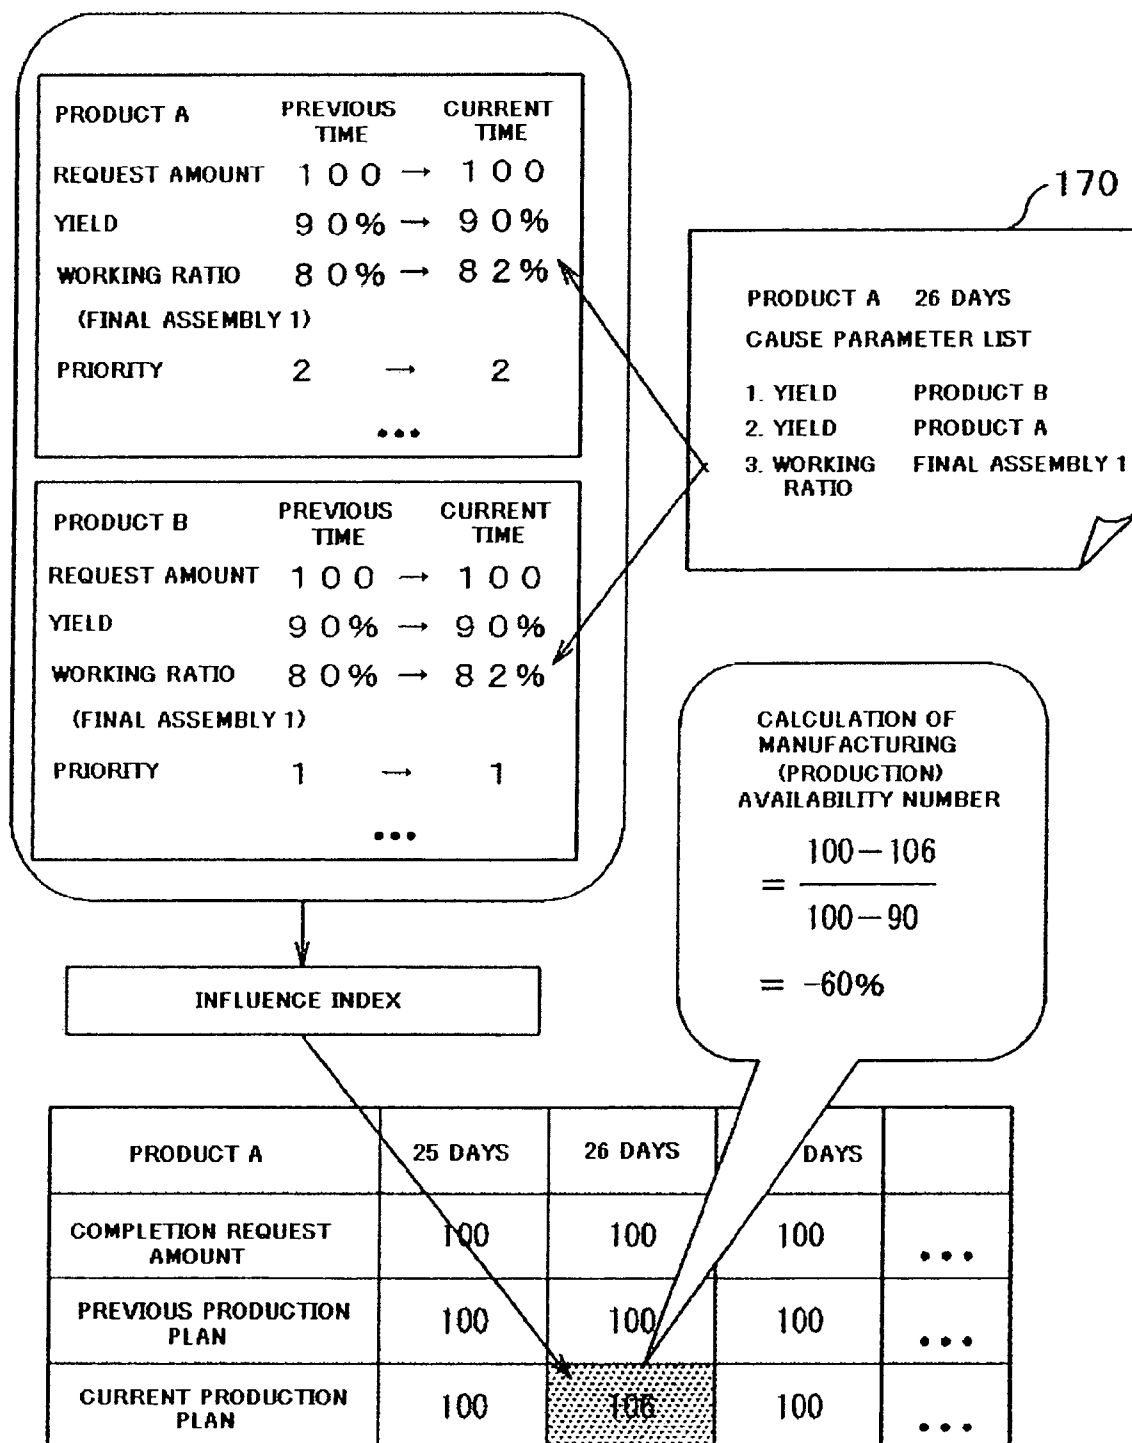 PRODUCT A PREVIOUS TIME CURRENT TIME
REQUEST AMOUNT 100 → 100
YIELD 90% → 90%
WORKING RATIO 80% → 82%
(FINAL ASSEMBLY 1)
PRIORITY 2 → 2
•••
PRODUCT B PREVIOUS TIME CURRENT TIME
REQUEST AMOUNT 100 → 100
YIELD 90% → 90%
WORKING RATIO 80% → 82%
(FINAL ASSEMBLY 1)
PRIORITY 1 → 1
•••
170
PRODUCT A 26 DAYS
CAUSE PARAMETER LIST
1. YIELD PRODUCT B
2. YIELD PRODUCT A
3. WORKING RATIO FINAL ASSEMBLY 1
CALCULATION OF
MANUFACTURING
(PRODUCTION)
AVAILABILITY NUMBER
100－106
=
100－90
= -60%
INFLUENCE INDEX
PRODUCT A 25 DAYS 26 DAYS DAYS
COMPLETION REQUEST AMOUNT 100 100 100 •••
PREVIOUS PRODUCTION PLAN 100 100 100 •••
CURRENT PRODUCTION PLAN 100 106 100 •••